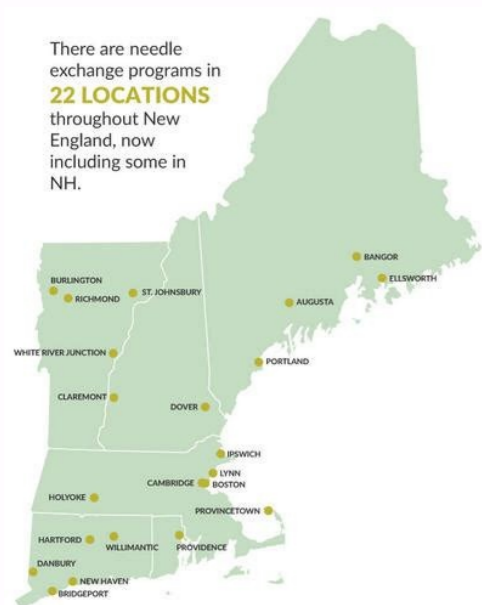 There are needle
exchange programs in
22 LOCATIONS
throughout New
England, now
including some in
NH.
BANGOR
ELLSWORTH
BURLINGTON
ST. JOHNSBURY
RICHMOND
AUGUSTA
WHITE RIVER JUNCTION
PORTLAND
CLAREMONT
DOVER
IPSWICH
LYNN
CAMBRIDGE
BOSTON
HOLYOKE
PROVINCETOWN
HARTFORD
WILLIMANTIC
PROVIDENCE
DANBURY
NEW HAVEN
BRIDGEPORT